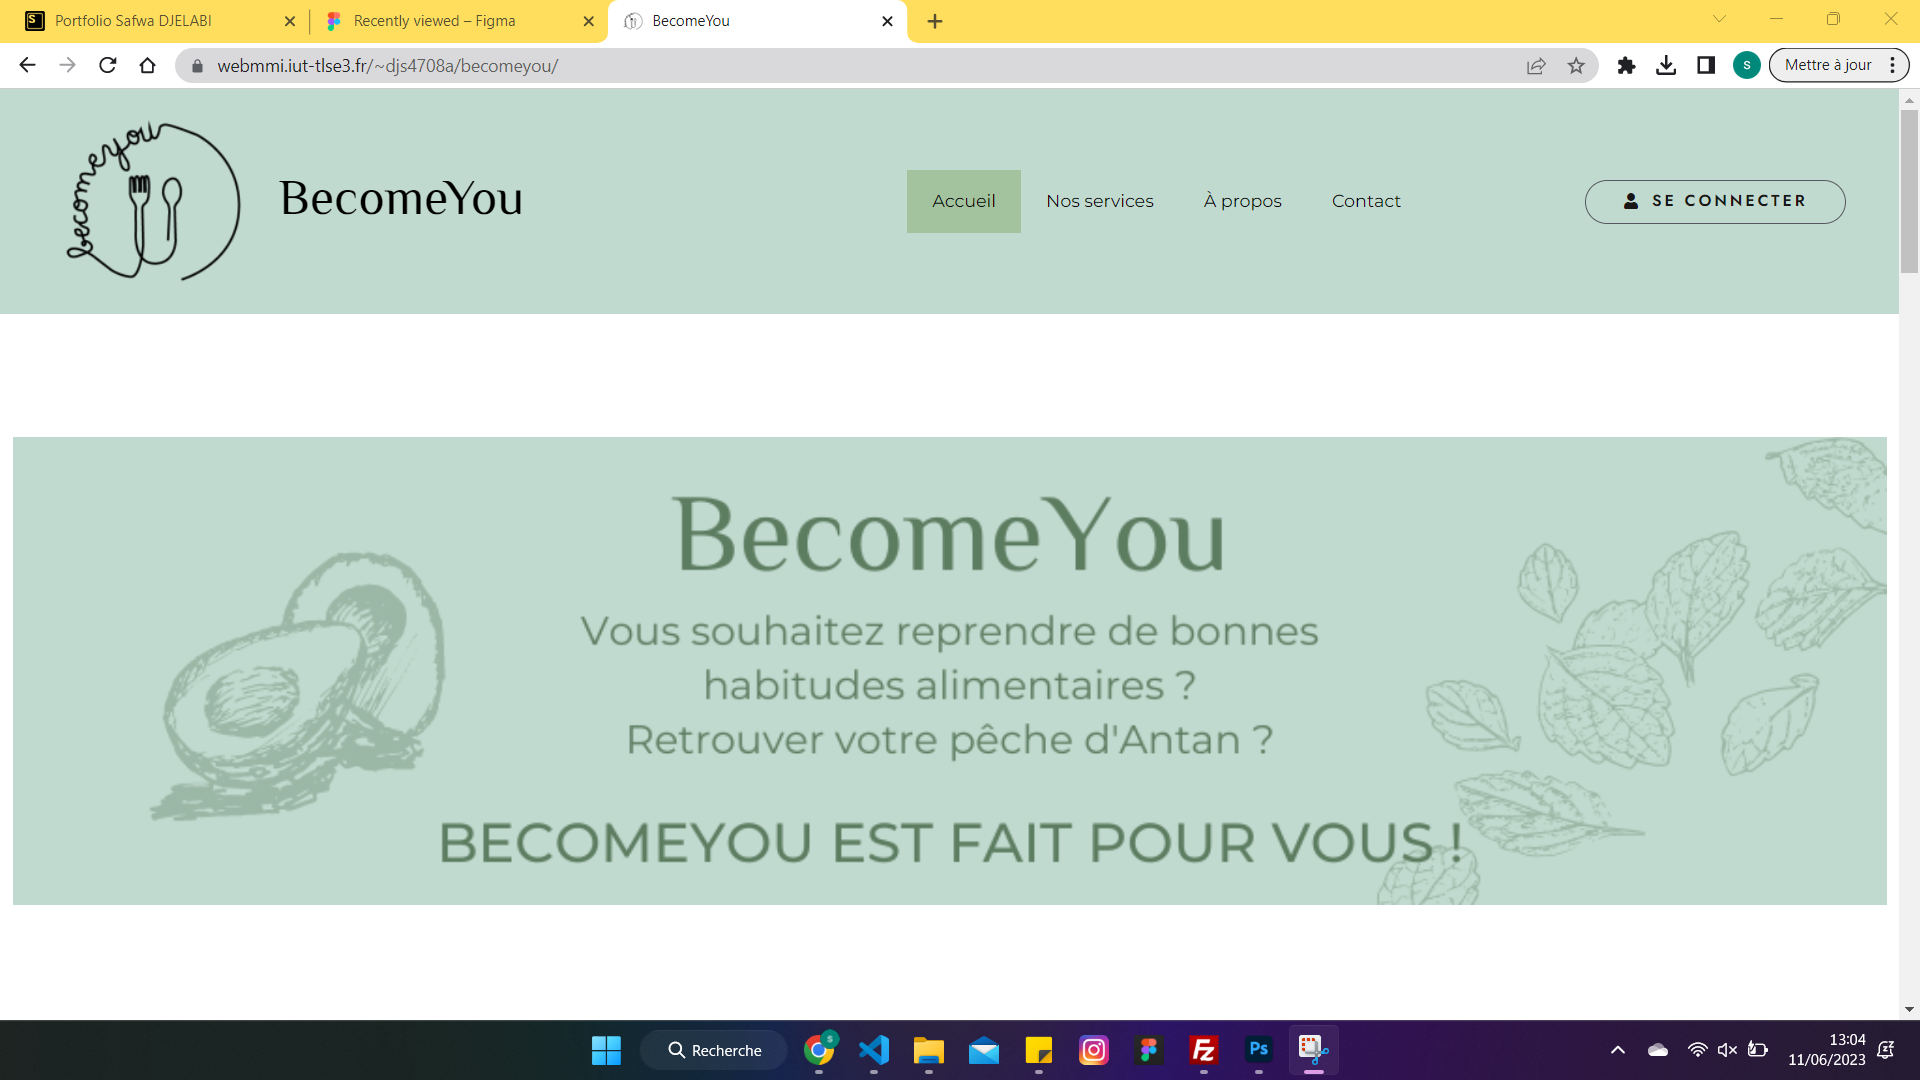 Portfolio Safwa DJELABI
Recently viewed – Figma
BecomeYou
webmmi.iut-tlse3.fr/~djs4708a/becomeyou/
S
Mettre à jour
becomeyou
BecomeYou
Accueil
Nos services
À propos
Contact
SE CONNECTER
BecomeYou
Vous souhaitez reprendre de bonnes
habitudes alimentaires ?
Retrouver votre pêche d'Antan ?
BECOMEYOU EST FAIT POUR VOUS !
Recherche
S
Fz
Ps
13:04
11/06/2023